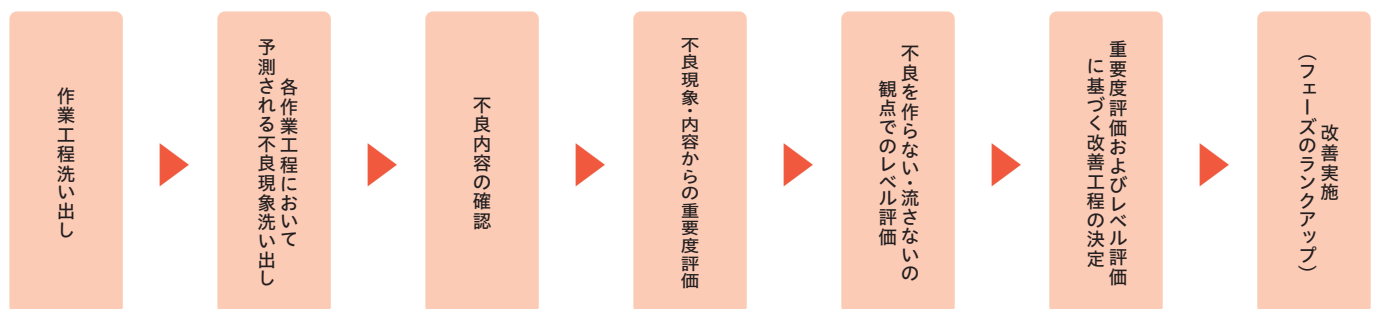 作業工程洗い出し
各作業工程において
予測される不良現象洗い出し
不良内容の確認
不良現象・内容からの重要度評価
不良を作らない・流さないの
観点でのレベル評価
重要度評価およびレベル評価
に基づく改善工程の決定
改善実施
（フェーズのランクアップ）